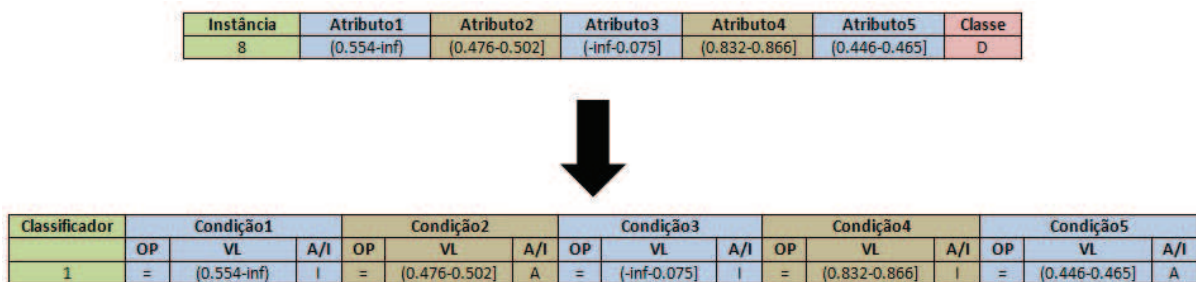 Instância Atributo1 Atributo2 Atributo3 Atributo4 Atributo5 Classe
8 (0.554-inf) (0.476-0.502] (-inf-0.075] (0.832-0.866] (0.446-0.465] D
Classificador Condição1 Condição2 Condição3 Condição4 Condição5
OP VL A/I OP VL A/I OP VL A/I OP VL A/I OP VL A/I
1 = (0.554-inf) I = (0.476-0.502] A = (-inf-0.075] I = (0.832-0.866] I = (0.446-0.465] A